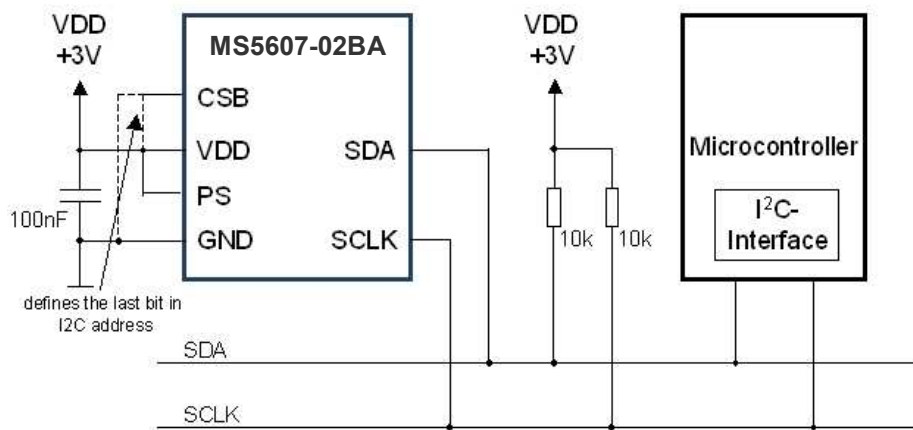 VDD
+3V
MS5607-02BA
CSB
VDD
PS
GND
SDA
SCLK
100nF
defines the last bit in
I2C address
VDD
+3V
10k
10k
Microcontroller
I²C-
Interface
SDA
SCLK